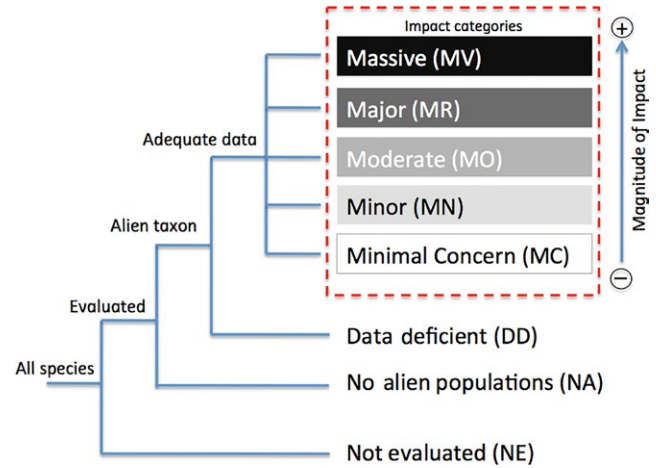 Impact categories
Massive (MV)
Major (MR)
Adequate data
Moderate (MO)
Minor (MN)
Alien taxon
Minimal Concern (MC)
Magnitude of Impact
Evaluated
Data deficient (DD)
All species
No alien populations (NA)
Not evaluated (NE)